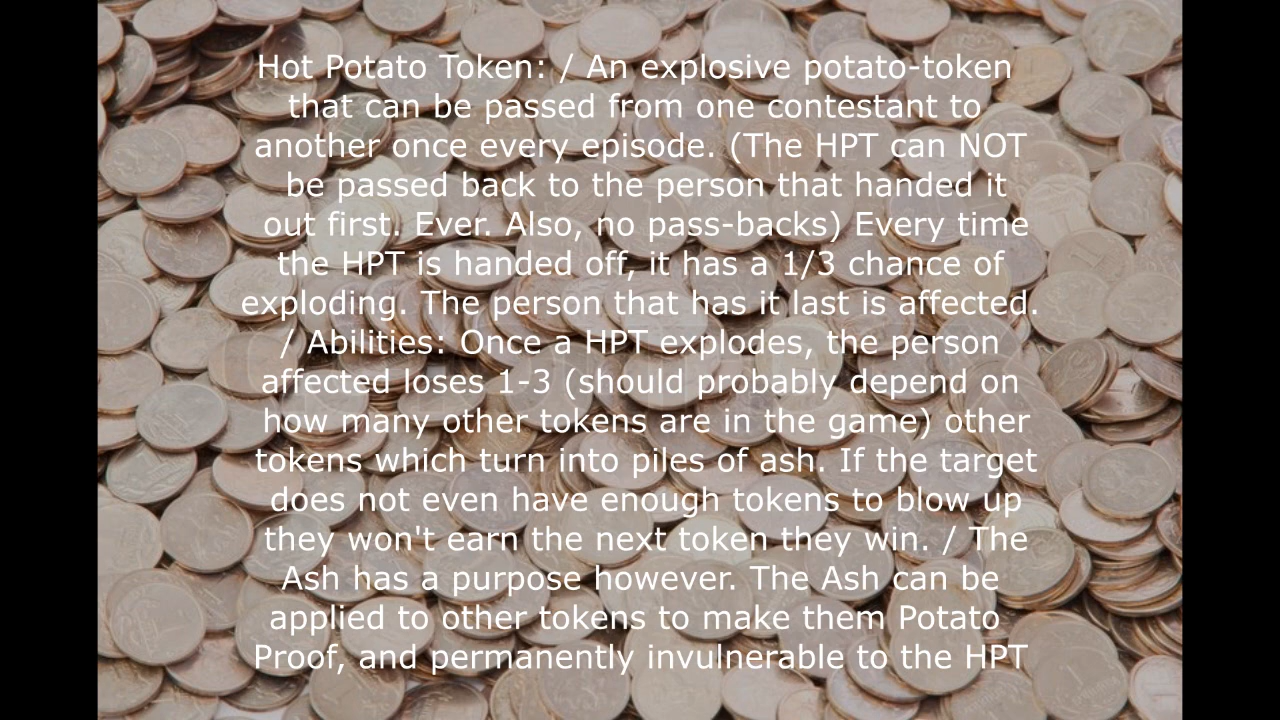 Hot Potato Token: / An explosive potato-token
that can be passed from one contestant to
another once every episode. (The HPT can NOT
be passed back to the person that handed it
out first. Ever. Also, no pass-backs) Every time
the HPT is handed off, it has a 1/3 chance of
exploding. The person that has it last is affected.
/ Abilities: Once a HPT explodes, the person
affected loses 1-3 (should probably depend on
how many other tokens are in the game) other
tokens which turn into piles of ash. If the target
does not even have enough tokens to blow up
they won't earn the next token they win. / The
Ash has a purpose however. The Ash can be
applied to other tokens to make them Potato
Proof, and permanently invulnerable to the HPT